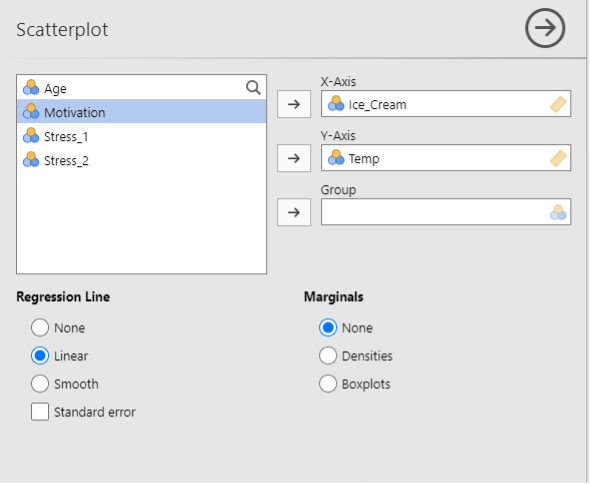 Scatterplot
Age
Motivation
Stress_1
Stress_2
X-Axis
Ice_Cream
Y-Axis
Temp
Group
Regression Line
None
Linear
Smooth
Standard error
Marginals
None
Densities
Boxplots